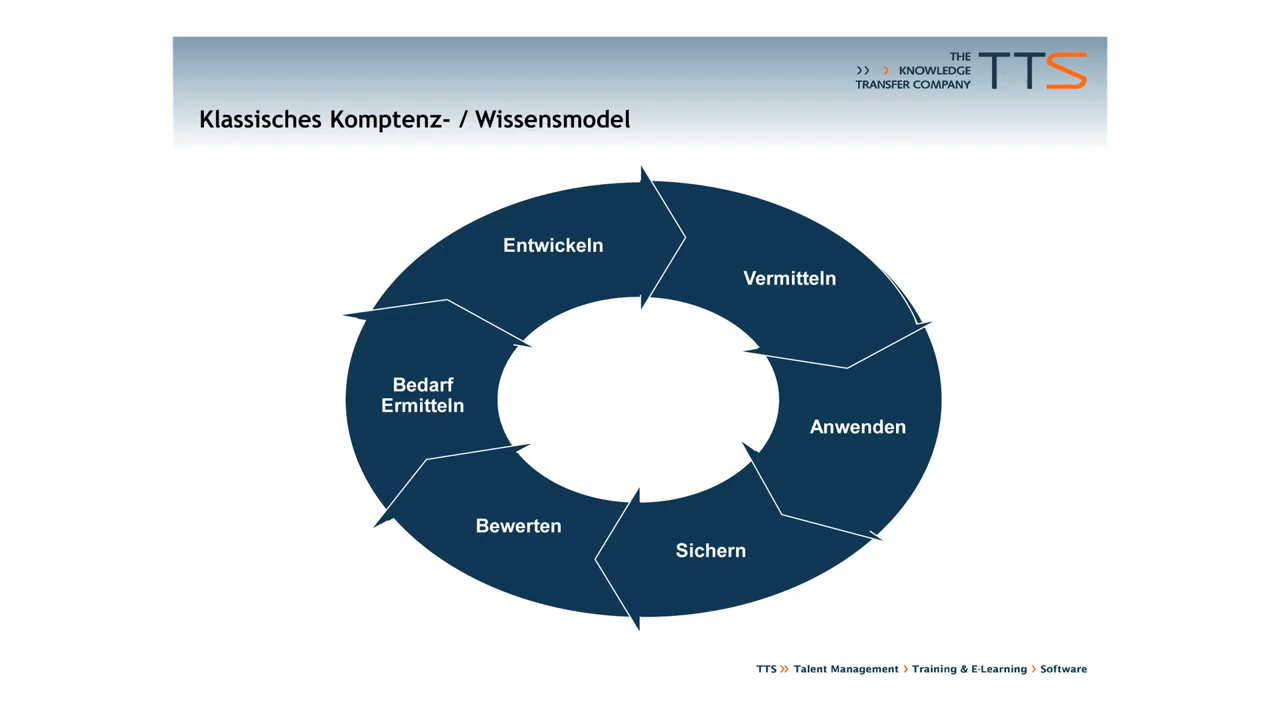 THE
›› › KNOWLEDGE
TRANSFER COMPANY
TTS
Klassisches Komptenz- / Wissensmodel
Entwickeln
Vermitteln
Bedarf
Ermitteln
Anwenden
Bewerten
Sichern
TTS ›› Talent Management › Training & E-Learning › Software